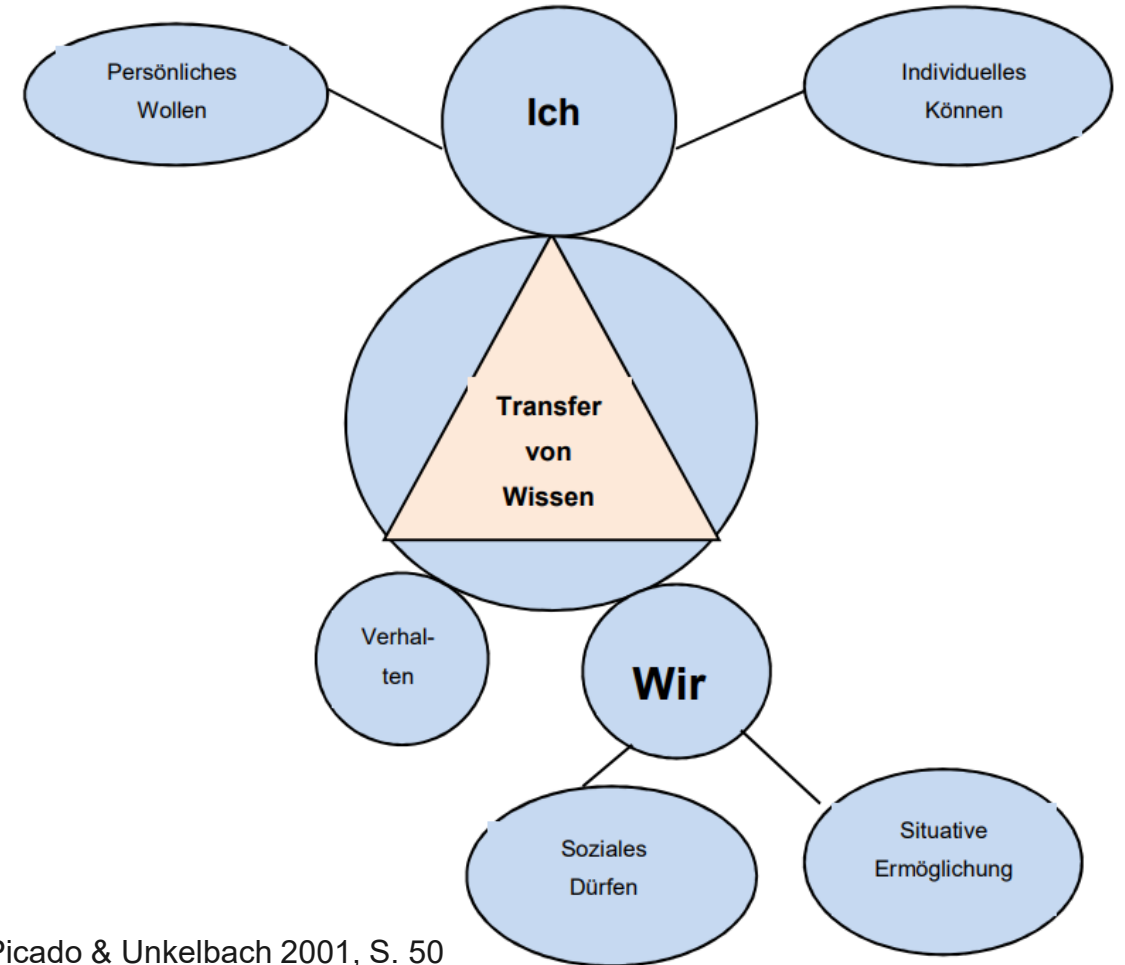 Persönliches
Wollen
Ich
Individuelles
Können
Transfer
von
Wissen
Verhal-
ten
Wir
Soziales
Dürfen
Situative
Ermöglichung
Picado & Unkelbach 2001, S. 50